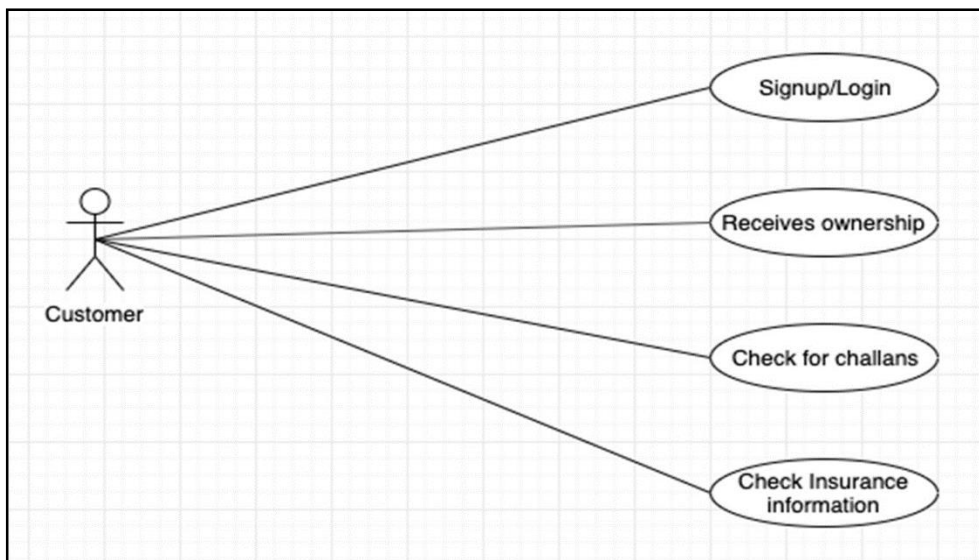 Signup/Login
Receives ownership
Customer
Check for challans
Check Insurance
information